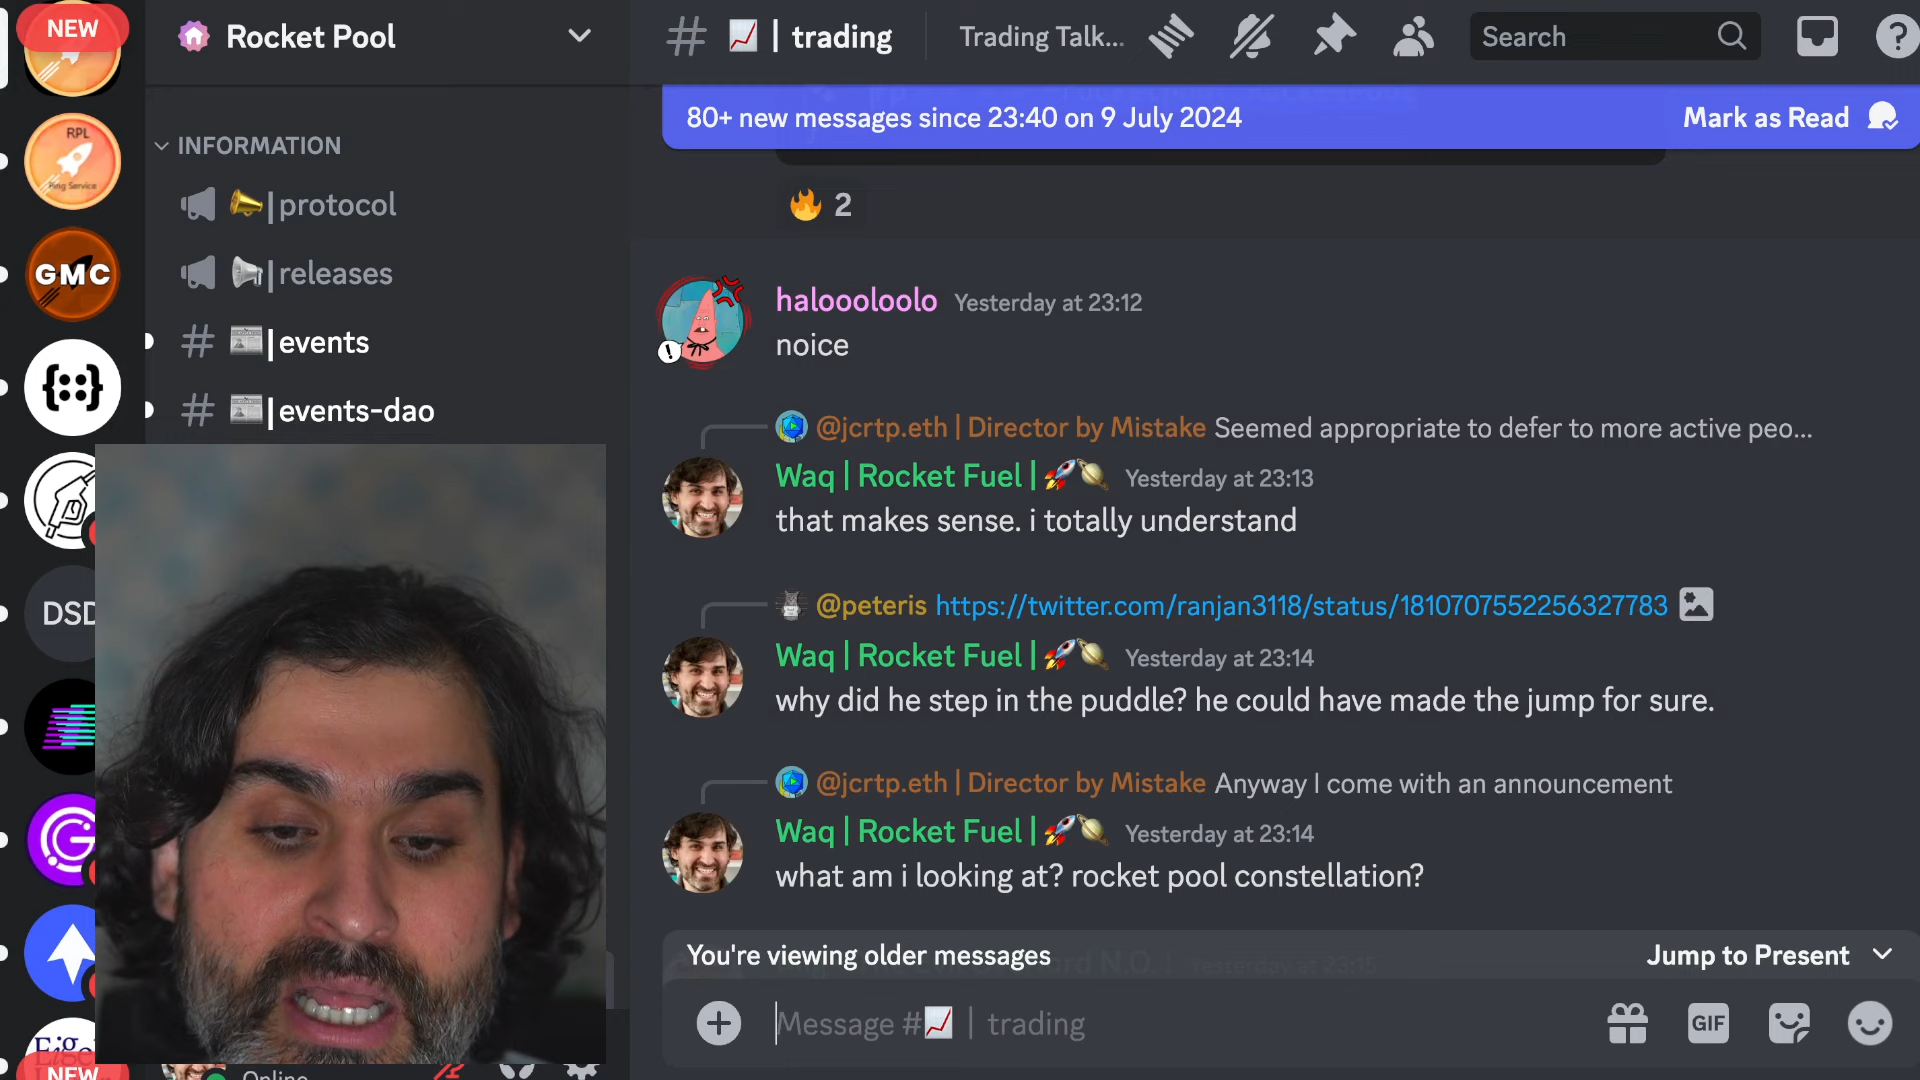 NEW
Rocket Pool
| trading
Trading Talk...
Search
80+ new messages since 23:40 on 9 July 2024
Mark as Read
RPL
Ring Service
GMC
INFORMATION
|protocol
|releases
|events
|events-dao
2
haloooloolo Yesterday at 23:12
noice
@jcrtp.eth | Director by Mistake Seemed appropriate to defer to more active peo...
Waq | Rocket Fuel | Yesterday at 23:13
that makes sense. i totally understand
@peteris https://twitter.com/ranjan3118/status/1810707552256327783
Waq | Rocket Fuel | Yesterday at 23:14
why did he step in the puddle? he could have made the jump for sure.
@jcrtp.eth | Director by Mistake Anyway I come with an announcement
Waq | Rocket Fuel | Yesterday at 23:14
what am i looking at? rocket pool constellation?
DSD
You're viewing older messages
Jump to Present
Message # | trading
GIF
Eige
NEW
Online